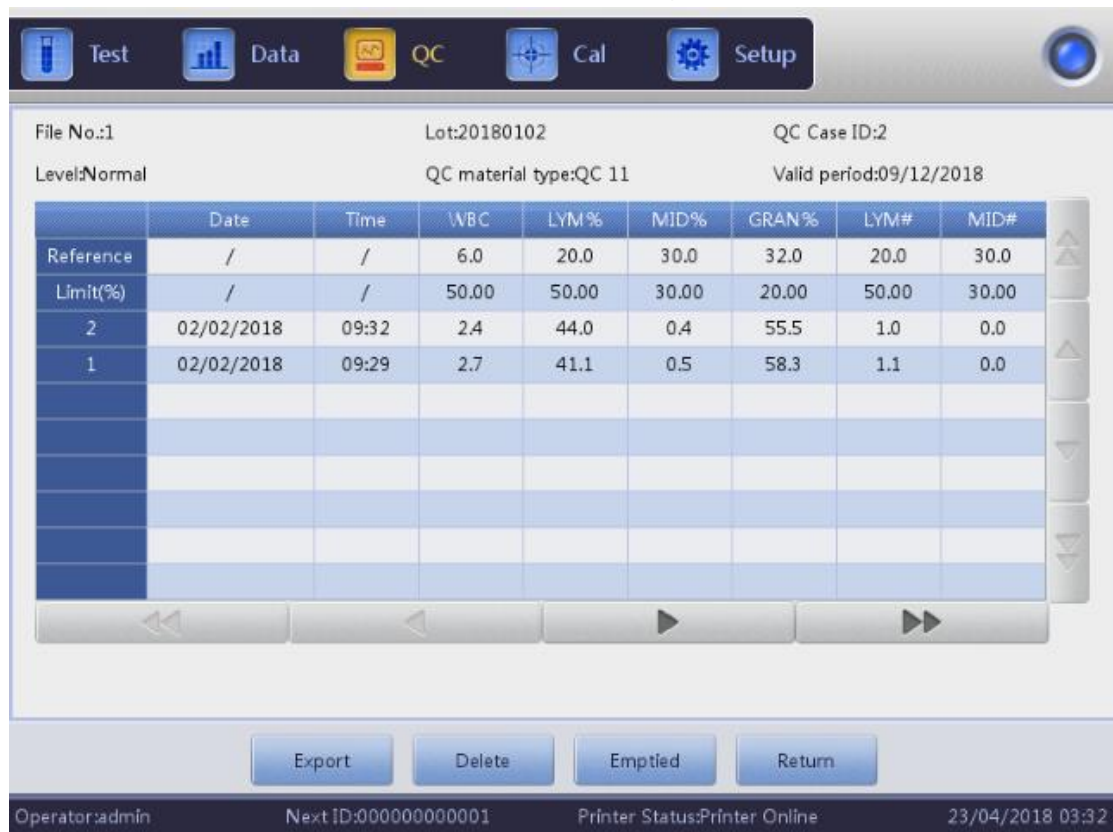 Test Data QC Cal Setup
File No.:1 Lot:20180102 QC Case ID:2
Level:Normal QC material type:QC 11 Valid period:09/12/2018
Date Time WBC LYM% MID% GRAN% LYM# MID#
Reference / / 6.0 20.0 30.0 32.0 20.0 30.0
Limit(%) / / 50.00 50.00 30.00 20.00 50.00 30.00
2 02/02/2018 09:32 2.4 44.0 0.4 55.5 1.0 0.0
1 02/02/2018 09:29 2.7 41.1 0.5 58.3 1.1 0.0
Export Delete Emptied Return
Operator:admin Next ID:000000000001 Printer Status:Printer Online 23/04/2018 03:32